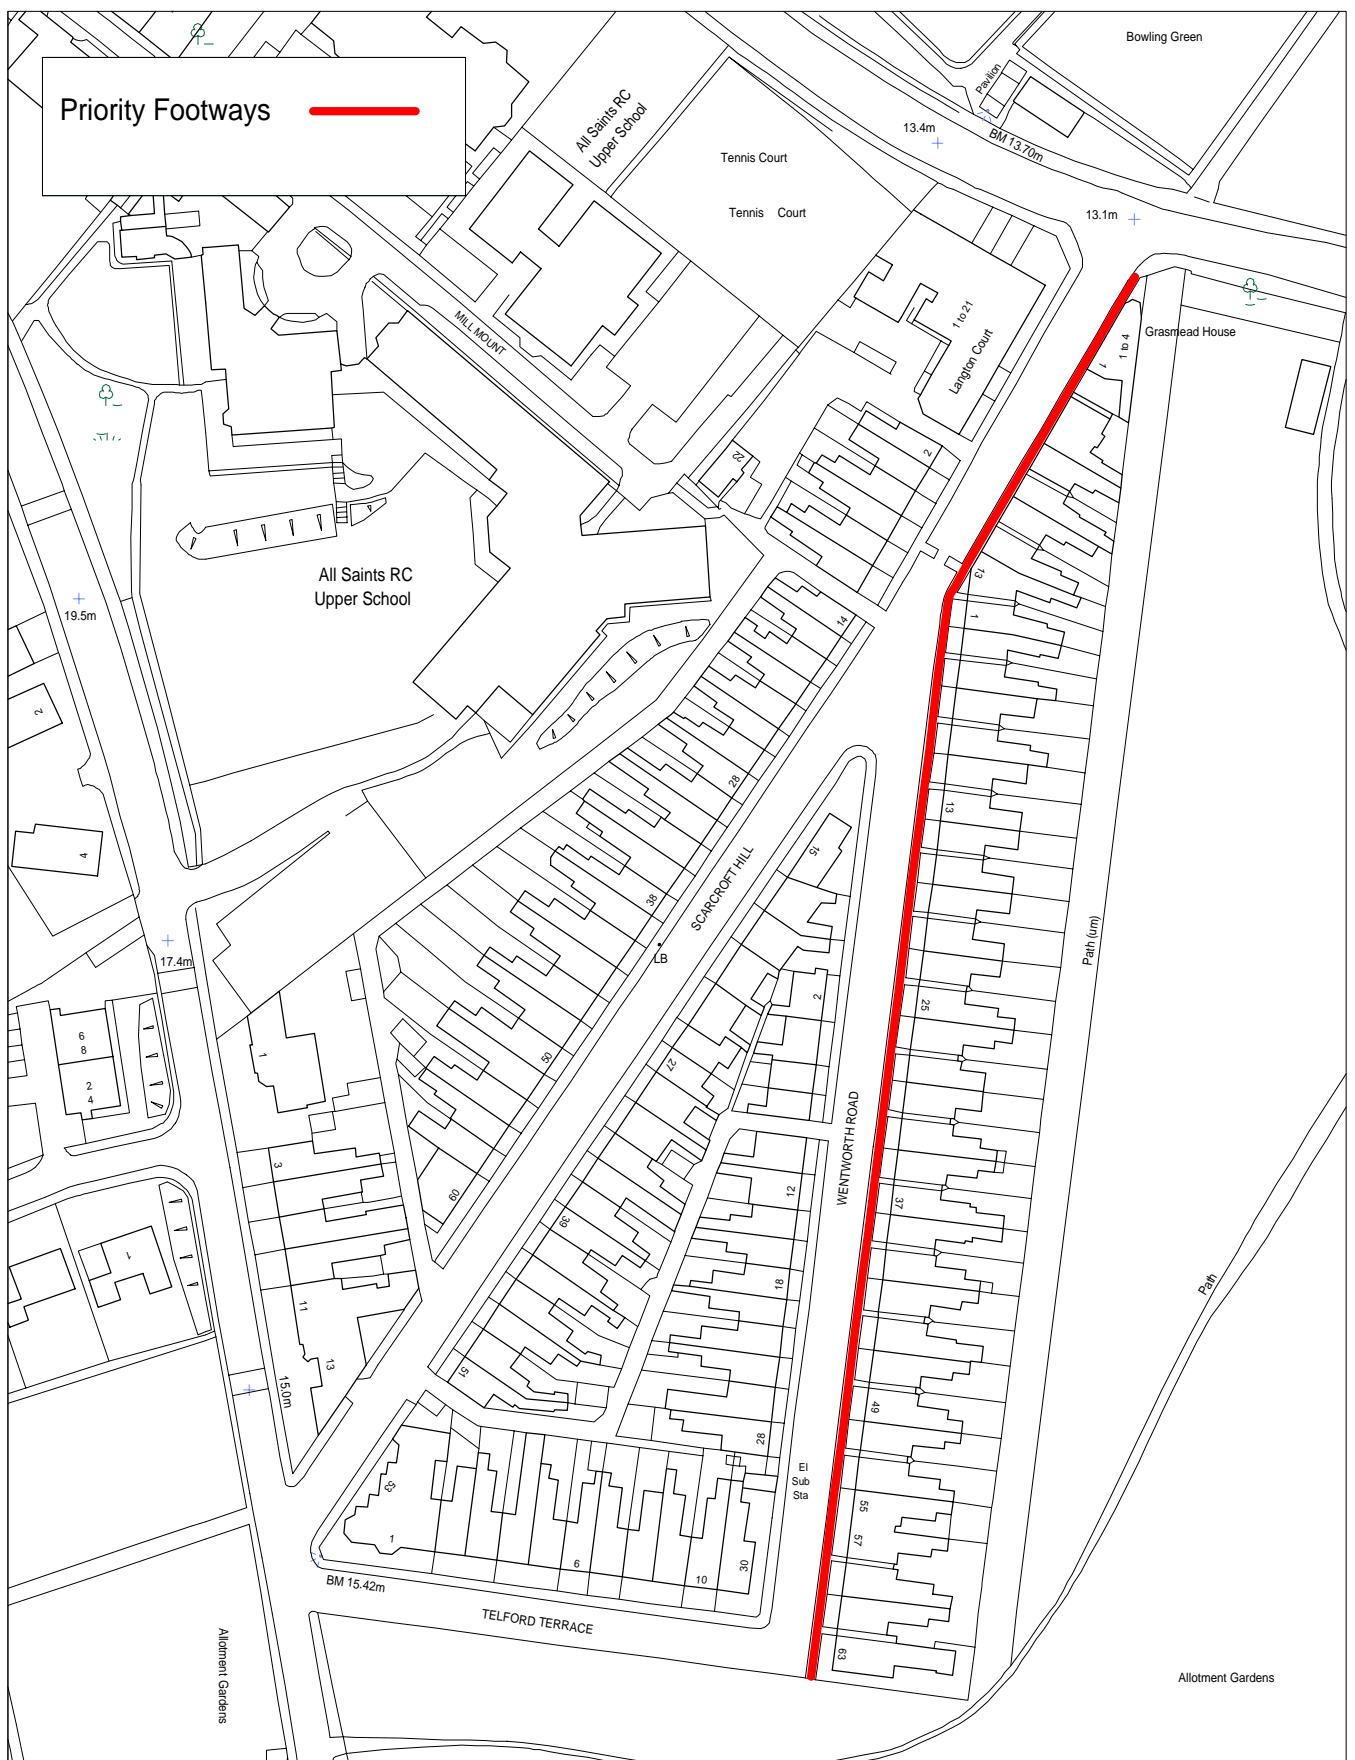 Priority Footways
Bowling Green
Pavilion
BM 13.70m
13.4m
All Saints RC
Upper School
Tennis Court
Tennis Court
13.1m
MILL MOUNT
1 to 21
Langton Court
Grasmead House
1 to 4
1
22
2
All Saints RC
Upper School
19.5m
13
1
14
2
28
13
15
4
SCARCROFT HILL
38
LB
Path (um)
17.4m
2
25
6
8
2
4
1
50
27
WENTWORTH ROAD
3
60
39
12
37
1
18
Path
11
13
15.0m
51
49
28
El
Sub
Sta
53
55
57
1
6
10
30
BM 15.42m
TELFORD TERRACE
63
Allotment Gardens
Allotment Gardens